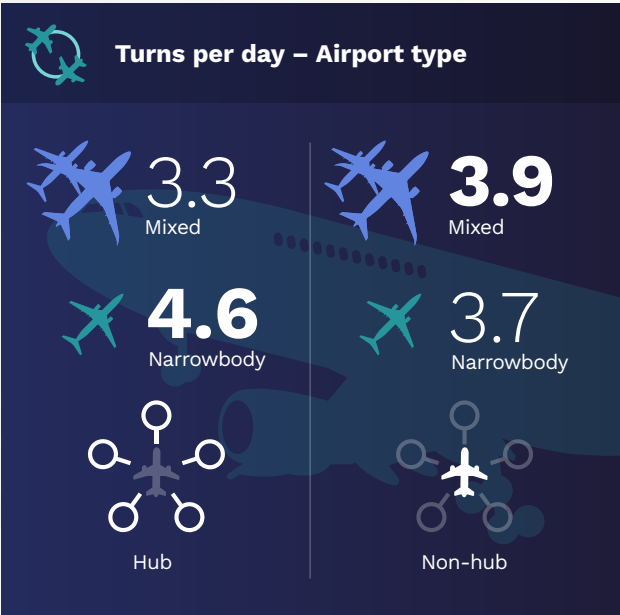 Turns per day – Airport type
3.3
Mixed
4.6
Narrowbody
Hub
3.9
Mixed
3.7
Narrowbody
Non-hub